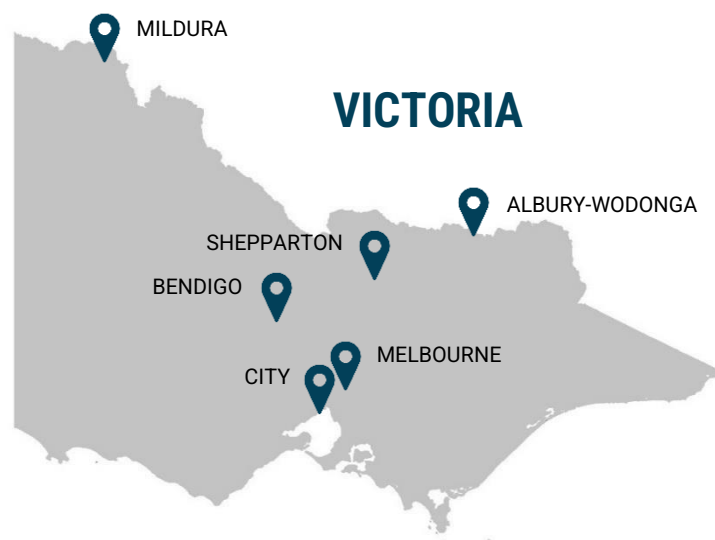 MILDURA
VICTORIA
ALBURY-WODONGA
SHEPPARTON
BENDIGO
MELBOURNE
CITY